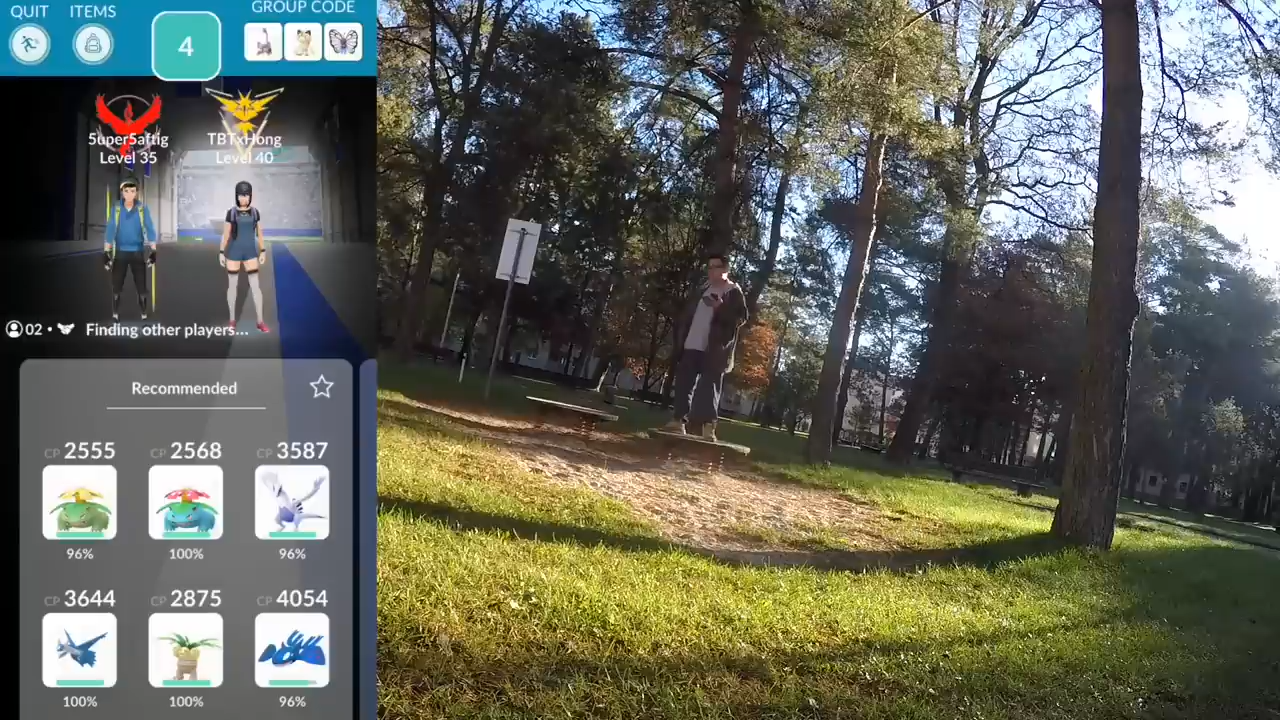 QUIT
ITEMS
4
GROUP CODE
SuperSaftig
Level 35
TBTxHong
Level 40
02 • Finding other players...
Recommended
CP 2555
CP 2568
CP 3587
96%
100%
96%
CP 3644
CP 2875
CP 4054
100%
100%
96%